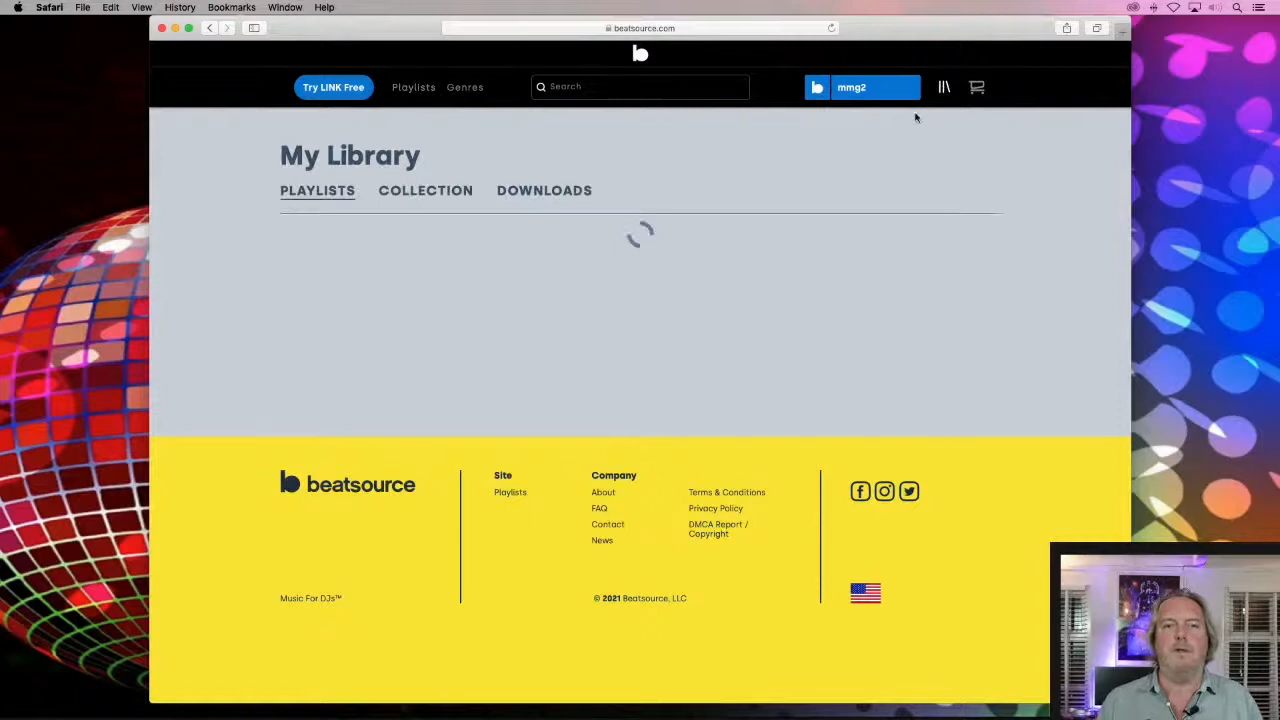 Safari File Edit View History Bookmarks Window Help
beatsource.com
b
Try LINK Free Playlists Genres Search b mmg2
My Library
PLAYLISTS COLLECTION DOWNLOADS
beatsource
Site
Playlists
Company
About
FAQ
Contact
News
Terms & Conditions
Privacy Policy
DMCA Report /
Copyright
Music For DJs™
© 2021 Beatsource, LLC